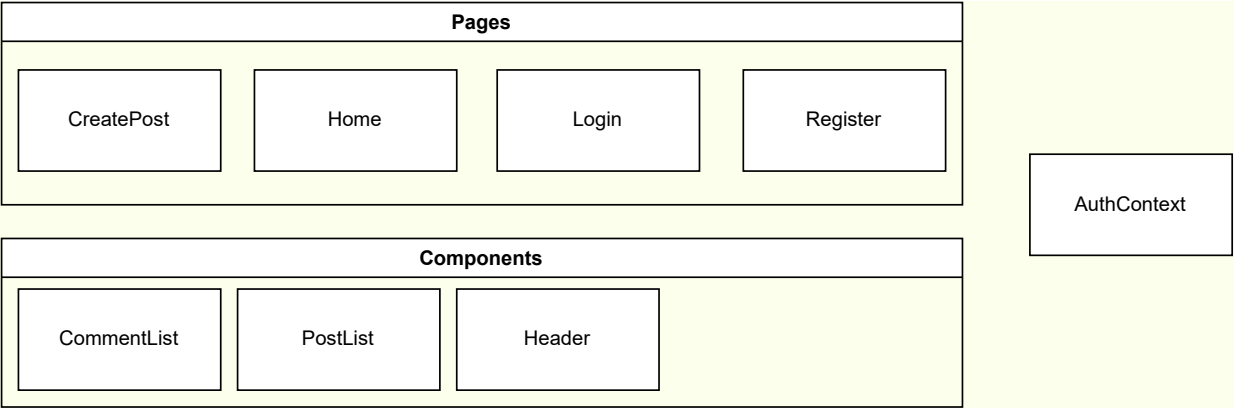 Pages
CreatePost
Home
Login
Register
AuthContext
Components
CommentList
PostList
Header